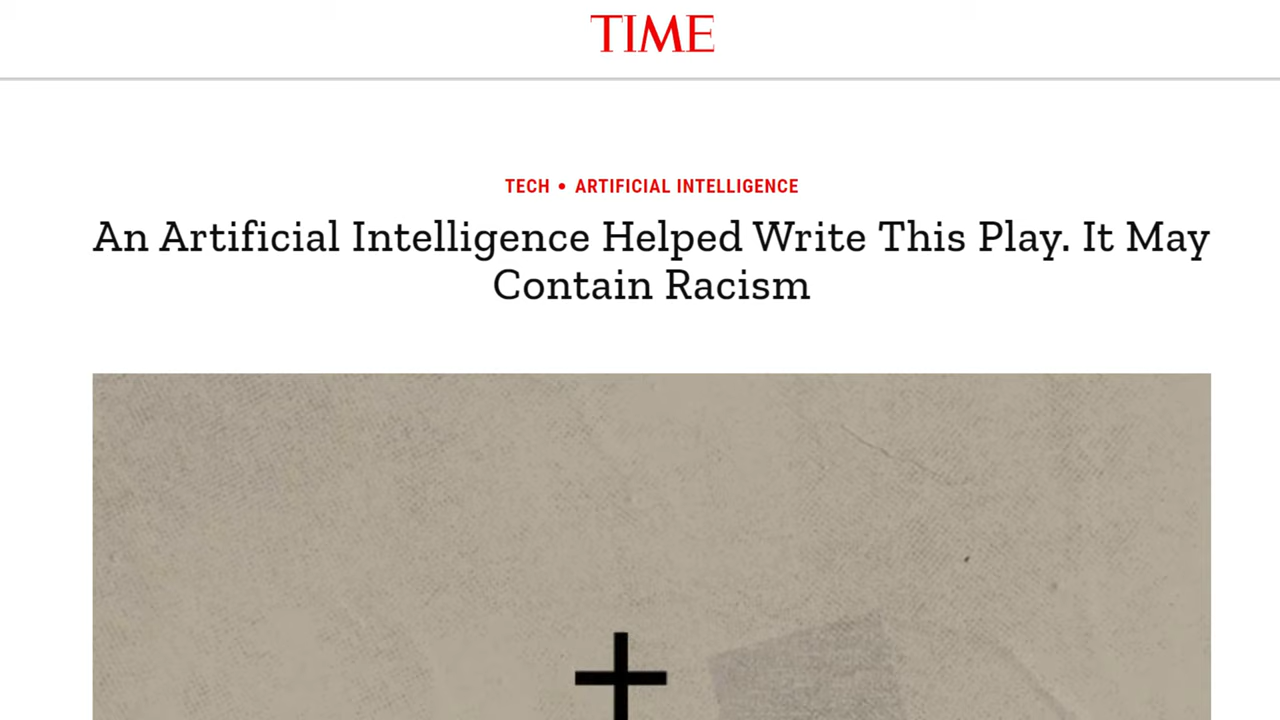 TIME
TECH • ARTIFICIAL INTELLIGENCE
An Artificial Intelligence Helped Write This Play. It May
Contain Racism